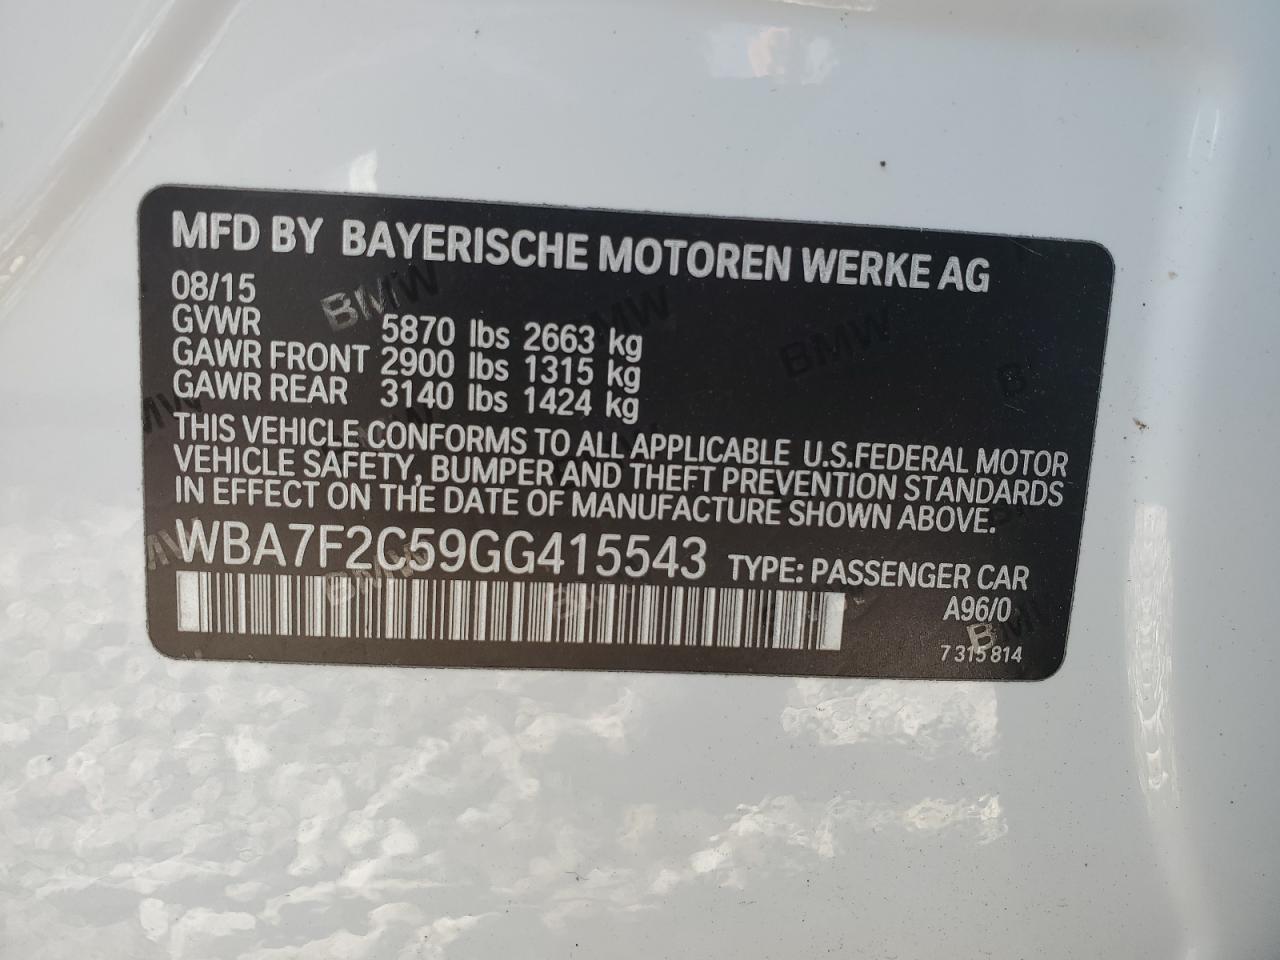 MFD BY BAYERISCHE MOTOREN WERKE AG
08/15
GVWR 5870 lbs 2663 kg
GAWR FRONT 2900 lbs 1315 kg
GAWR REAR 3140 lbs 1424 kg
THIS VEHICLE CONFORMS TO ALL APPLICABLE U.S.FEDERAL MOTOR
VEHICLE SAFETY, BUMPER AND THEFT PREVENTION STANDARDS
IN EFFECT ON THE DATE OF MANUFACTURE SHOWN ABOVE.
WBA7F2C59GG415543 TYPE: PASSENGER CAR
A96/0
7 315 814